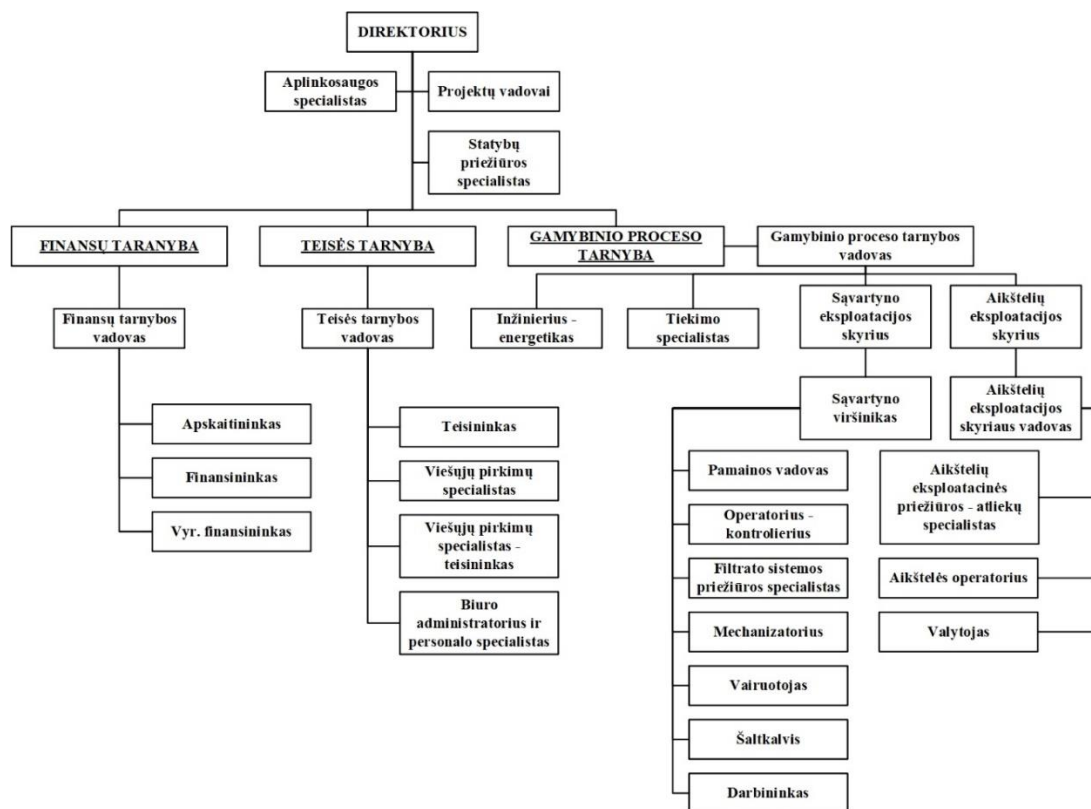 DIREKTORIUS
Aplinkosaugos
specialistas
Projektų vadovai
Statybų
priežiūros
specialistas
FINANSŲ TARANYBA
TEISĖS TARNYBA
GAMYBINIO PROCESO
TARNYBA
Gamybinio proceso tarnybos
vadovas
Finansų tarnybos
vadovas
Teisės tarnybos
vadovas
Inžinierius -
energetikas
Tiekimo
specialistas
Sąvartyno
eksploatacijos
skyrius
Aikštelių
eksploatacijos
skyrius
Apskaitininkas
Finansininkas
Vyr. finansininkas
Teisininkas
Viešųjų pirkimų
specialistas
Viešųjų pirkimų
specialistas -
teisininkas
Biuro
administratorius ir
personalo specialistas
Sąvartyno
viršinikas
Aikštelių
eksploatacijos
skyriaus vadovas
Pamainos vadovas
Operatorius -
kontrolierius
Filtrato sistemos
priežiūros specialistas
Mechanizatorius
Vairuotojas
Šaltkalvis
Darbininkas
Aikštelių
eksploatacinės
priežiūros - atliekų
specialistas
Aikštelės operatorius
Valytojas